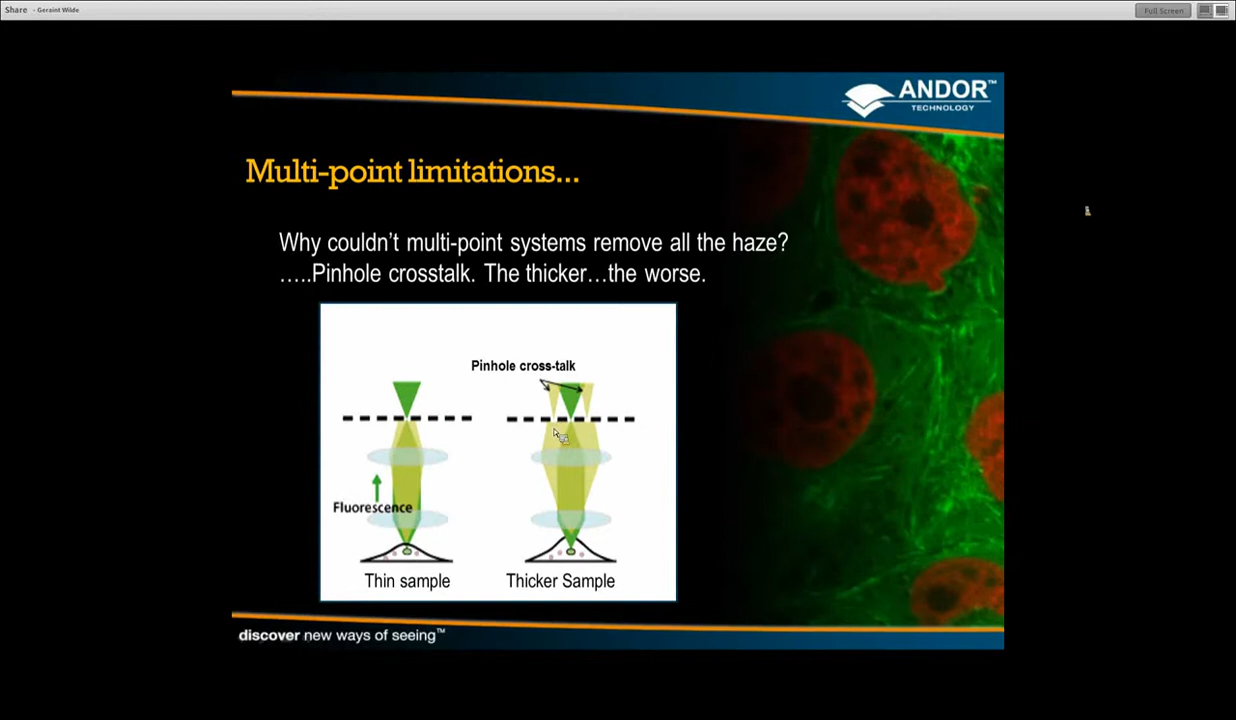 Share - Geraint Wilde
Full Screen
ANDOR™
TECHNOLOGY
Multi-point limitations...
Why couldn't multi-point systems remove all the haze?
…..Pinhole crosstalk. The thicker…the worse.
Pinhole cross-talk
Fluorescence
Thin sample
Thicker Sample
discover new ways of seeing™